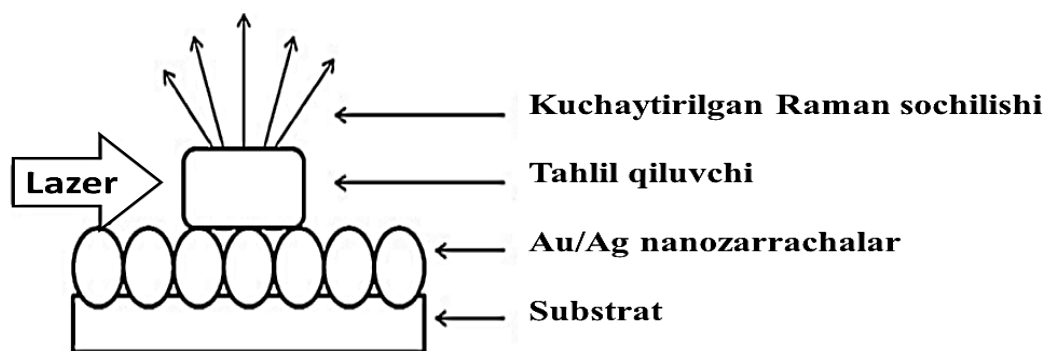 Kuchaytirilgan Raman sochilishi
Lazer
Tahlil qiluvchi
Au/Ag nanozarrachalar
Substrat